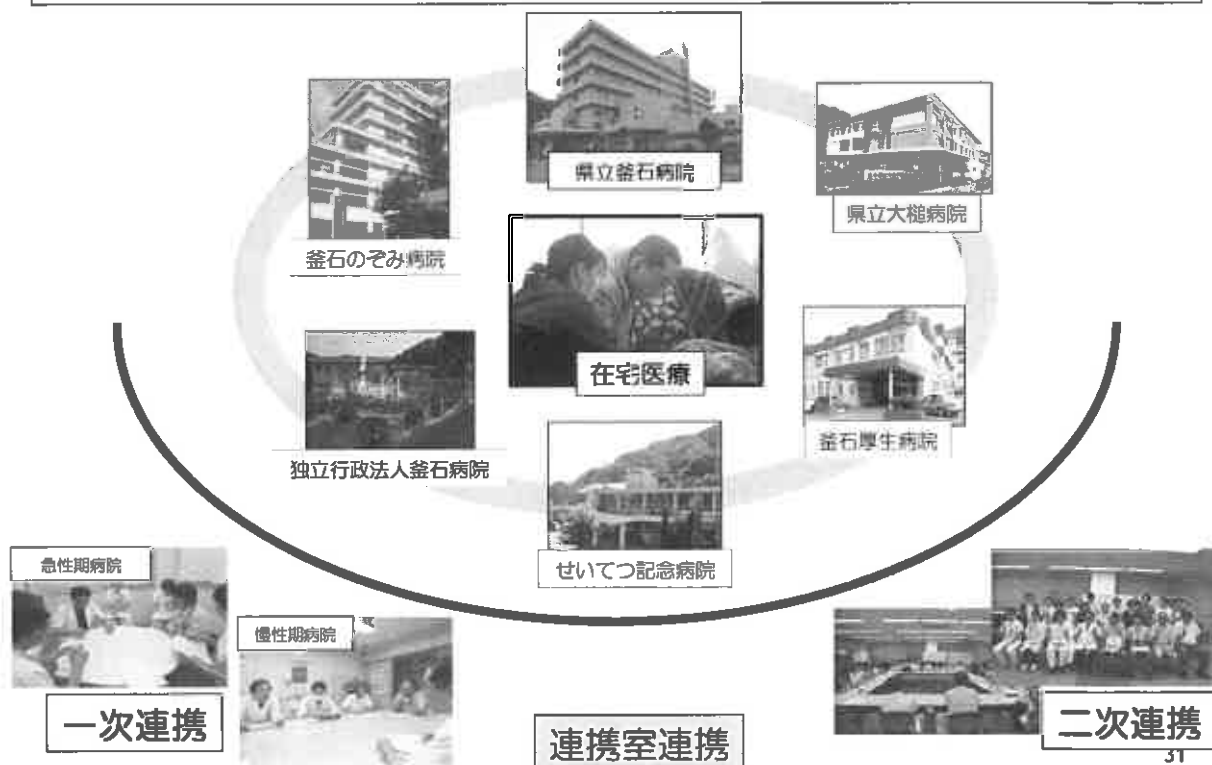 県立釜石病院
県立大槌病院
釜石のぞみ病院
在宅医療
釜石厚生病院
独立行政法人釜石病院
せいてつ記念病院
急性期病院
慢性期病院
一次連携
連携室連携
二次連携
31